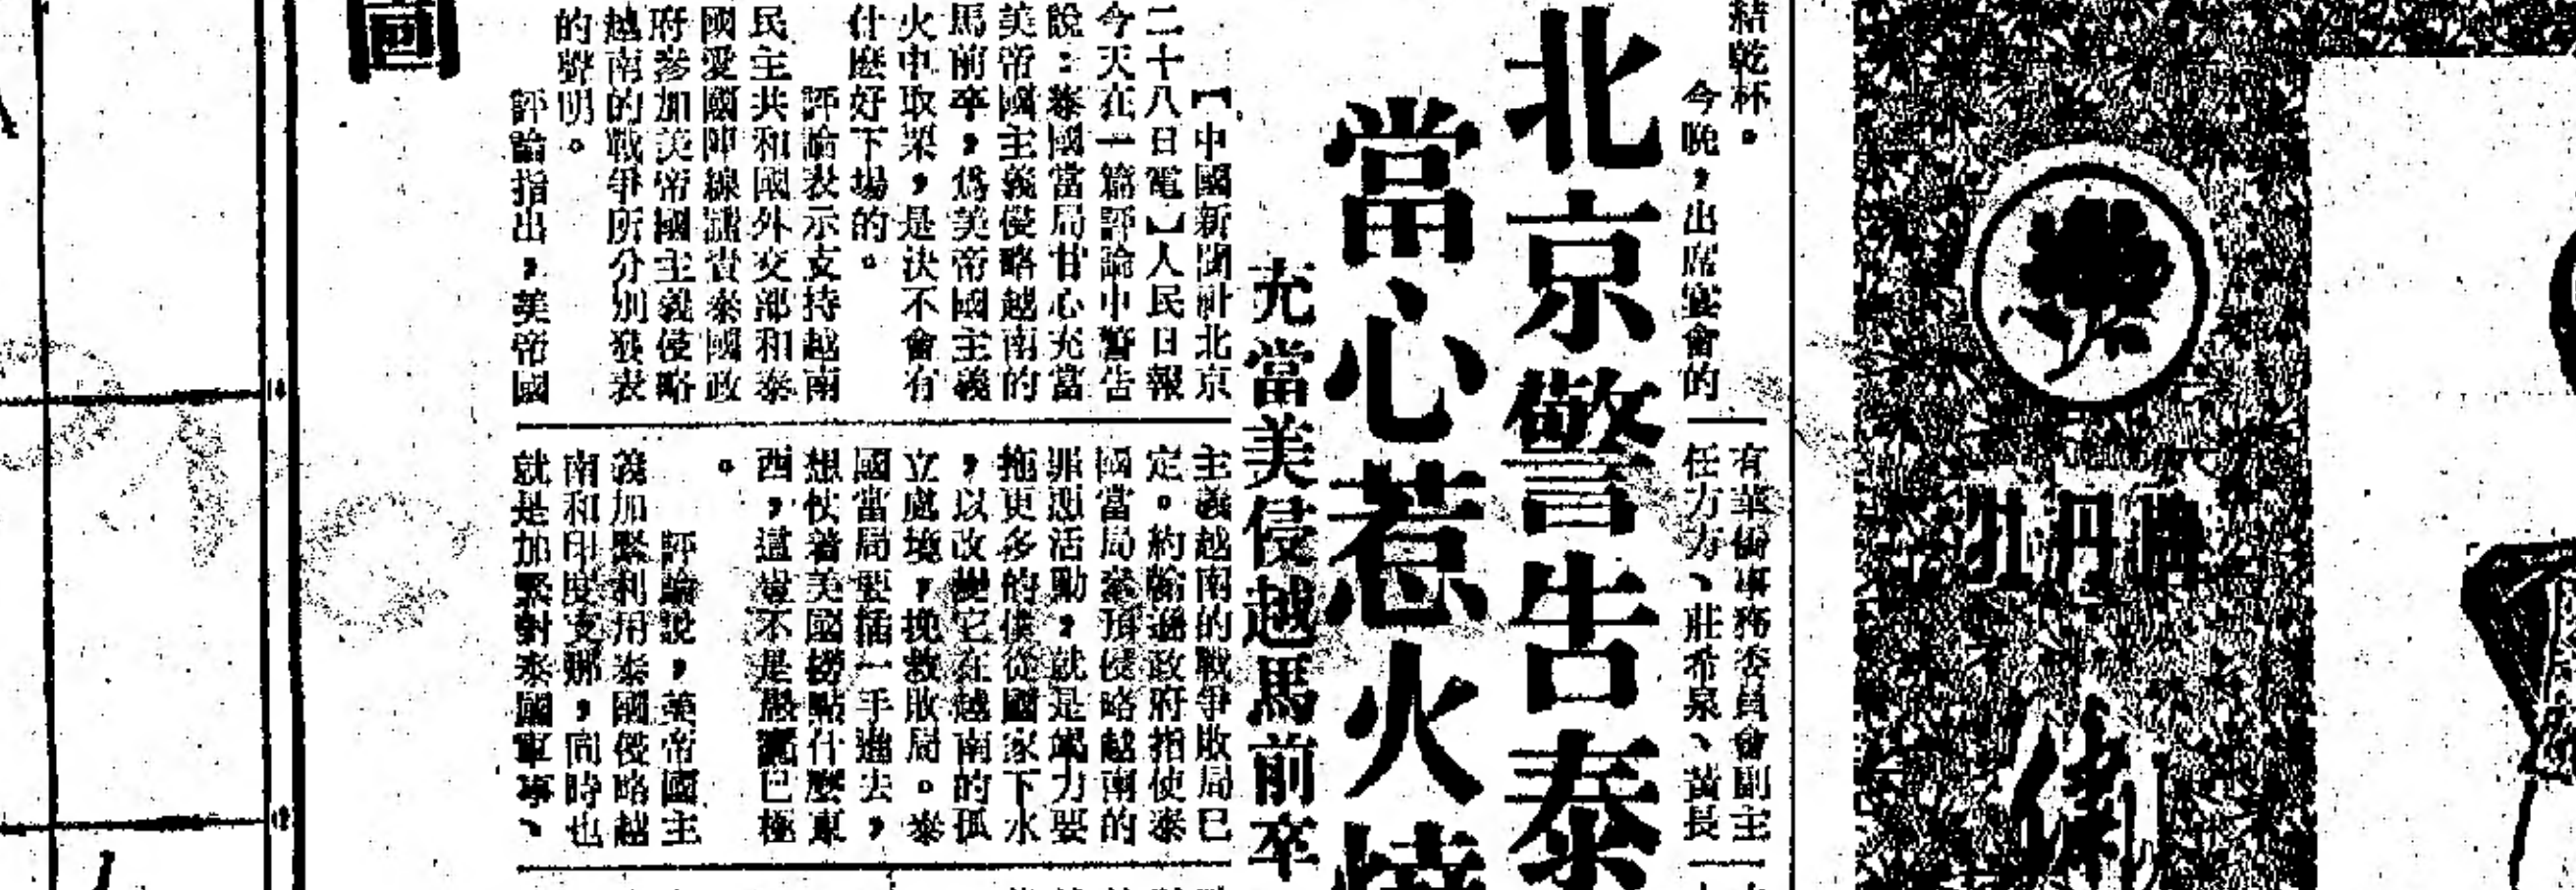 結乾杯。
今晚，出席宴會的
有華僑事務委員會副主
任方方、莊希泉、黃長
北京警告泰
當心惹火燒
充當美侵越馬前卒
【中國新聞社北京
二十八日電】人民日報
今天在一篇評論中警告
說：泰國當局甘心充當
美帝國主義侵略越南的
馬前卒，爲美帝國主義
火中取栗，是決不會有
什麼好下場的。
評論表示支持越南
民主共和國外交部和泰
國愛國陣線譴責泰國政
府參加美帝國主義侵略
越南的戰爭所分別發表
的聲明。
評論指出，美帝國
主義越南的戰爭敗局已
定。約翰遜政府指使泰
國當局參預侵略越南的
罪惡活動，就是竭力要
拖更多的僕從國家下水
，以改變它在越南的孤
立處境，挽救敗局。泰
國當局要插一手進去，
想仗着美國撈點什麼東
西，這豈不是愚蠢已極
。
評論說，美帝國主
義加緊利用泰國侵略越
南和印度支那，同時也
就是加緊對泰國軍事、
牡丹牌
圖